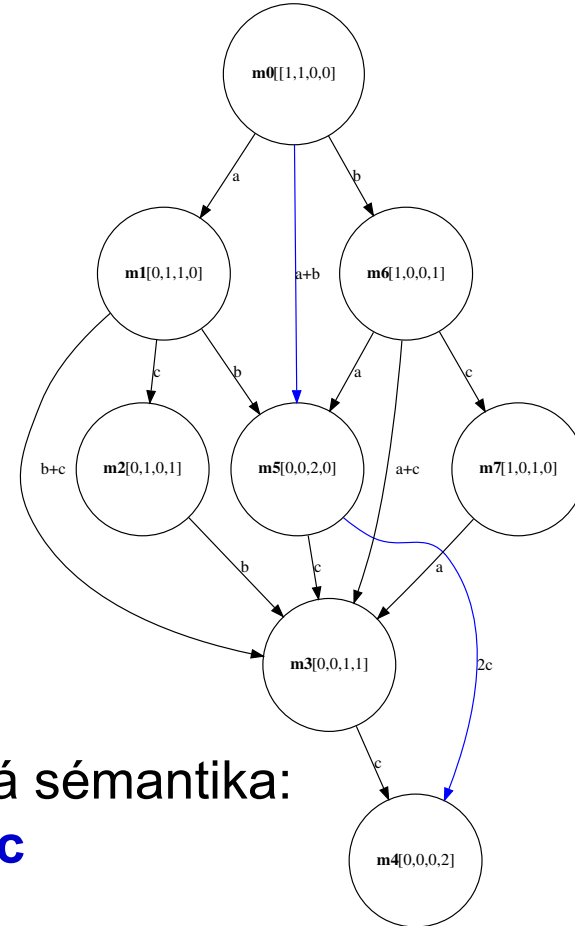 m0[[1,1,0,0]
a
b
m1[0,1,1,0]
a+b
m6[1,0,0,1]
c
b
a
c
b+c
m2[0,1,0,1]
m5[0,0,2,0]
a+c
m7[1,0,1,0]
b
c
a
m3[0,0,1,1]
2c
c
á sémantika:
c
m4[0,0,0,2]